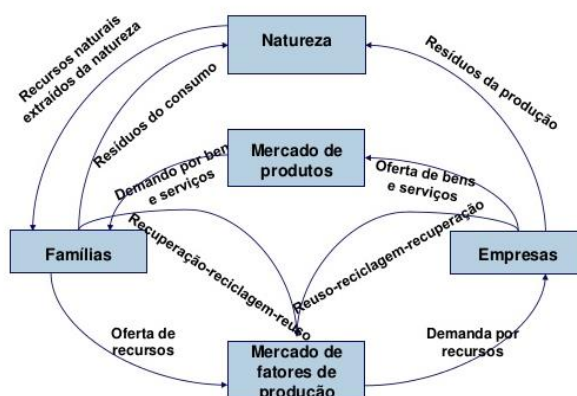 Natureza
Recursos naturais
extraídos da natureza
Resíduos do consumo
Resíduos da produção
Mercado de
produtos
Demando por ben
e serviços
Oferta de bens
e serviços
Famílias
Empresas
Recuperação-reciclagem-reuso
Reuso-reciclagem-recuperação
Oferta de
recursos
Mercado de
fatores de
produção
Demanda por
recursos